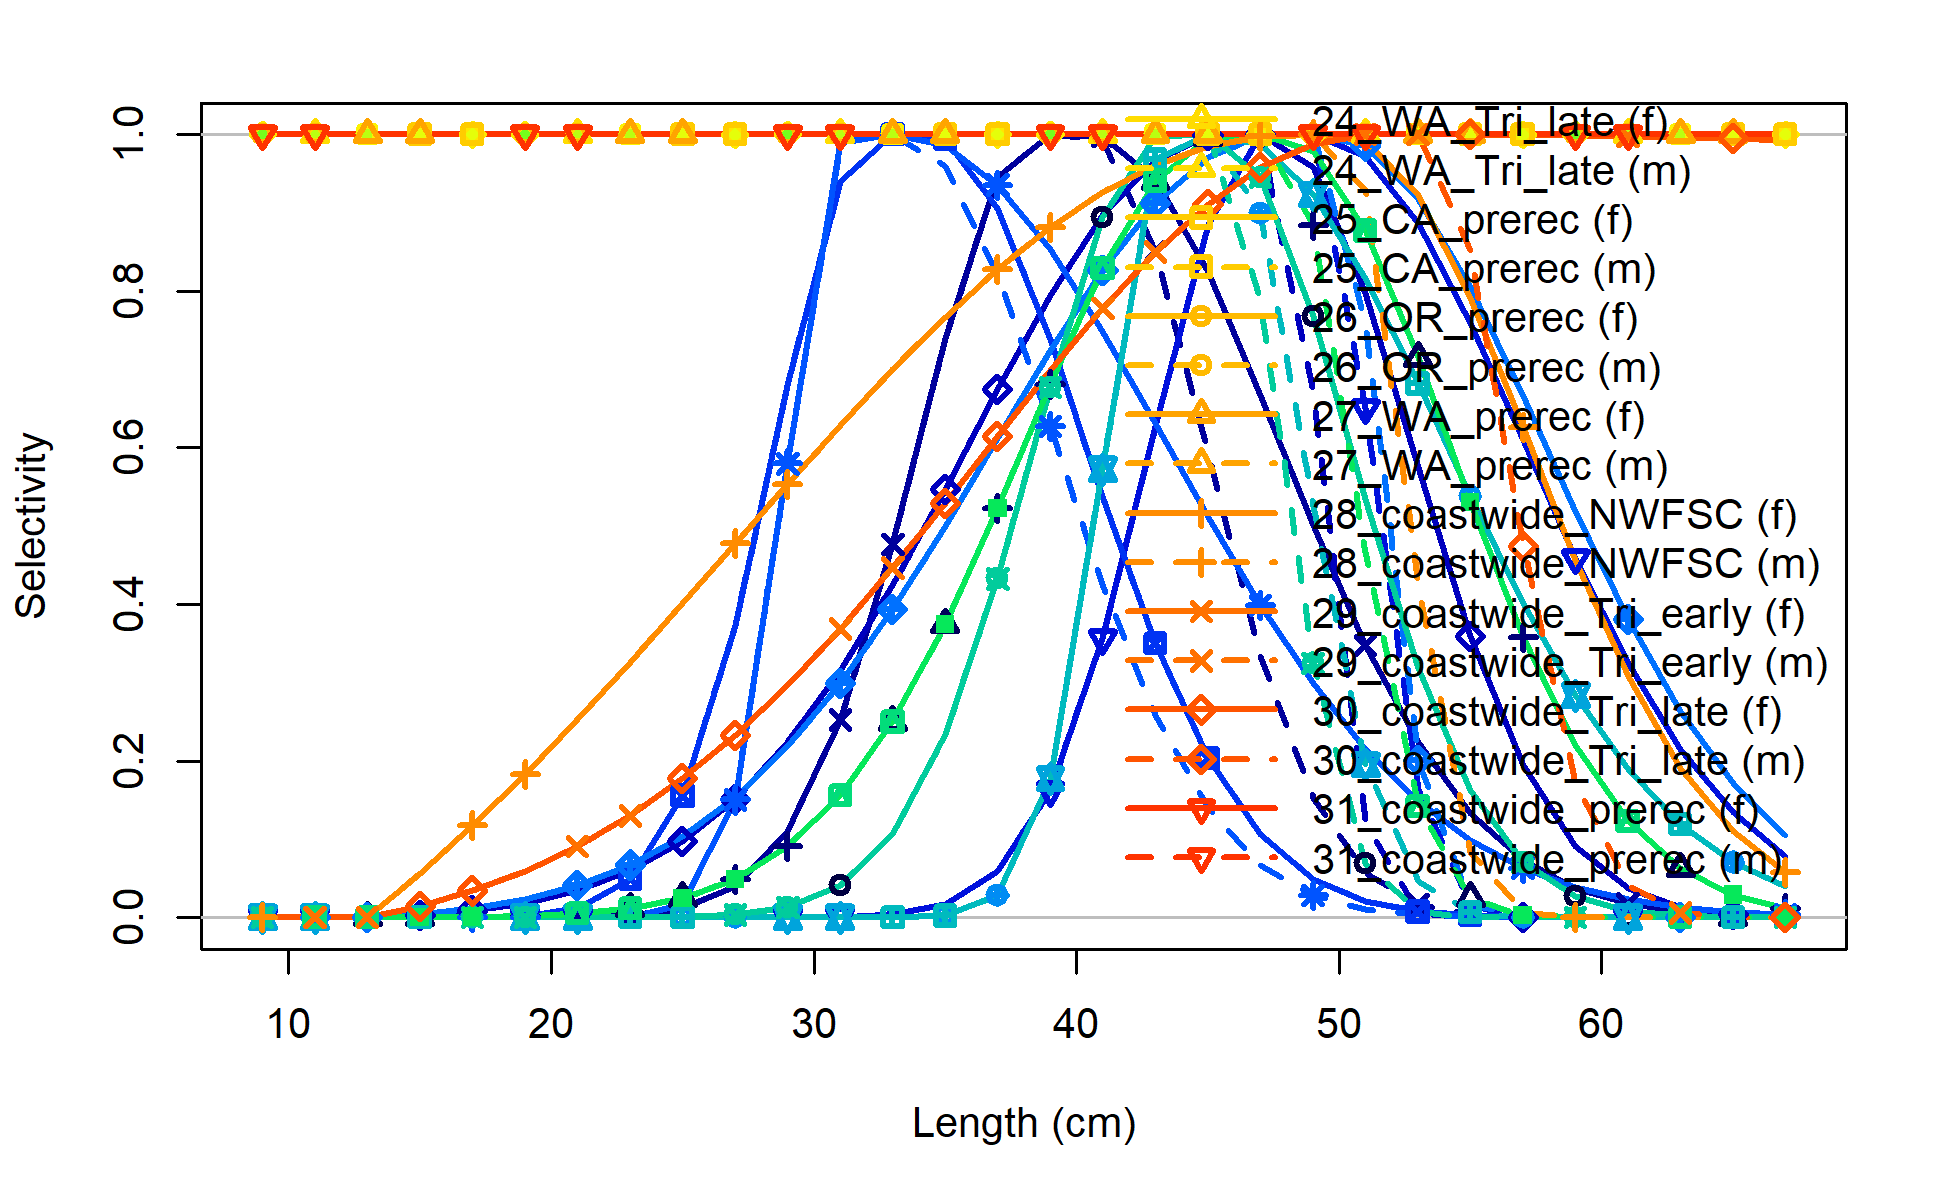 1.0
0.8
0.6
0.4
0.2
0.0
Selectivity
10 20 30 40 50 60
Length (cm)
24_WA_Tri_late (f)
24_WA_Tri_late (m)
25_CA_prerec (f)
25_CA_prerec (m)
26_OR_prerec (f)
26_OR_prerec (m)
27_WA_prerec (f)
27_WA_prerec (m)
28_coastwide_NWFSC (f)
28_coastwide_NWFSC (m)
29_coastwide_Tri_early (f)
29_coastwide_Tri_early (m)
30_coastwide_Tri_late (f)
30_coastwide_Tri_late (m)
31_coastwide_prerec (f)
31_coastwide_prerec (m)